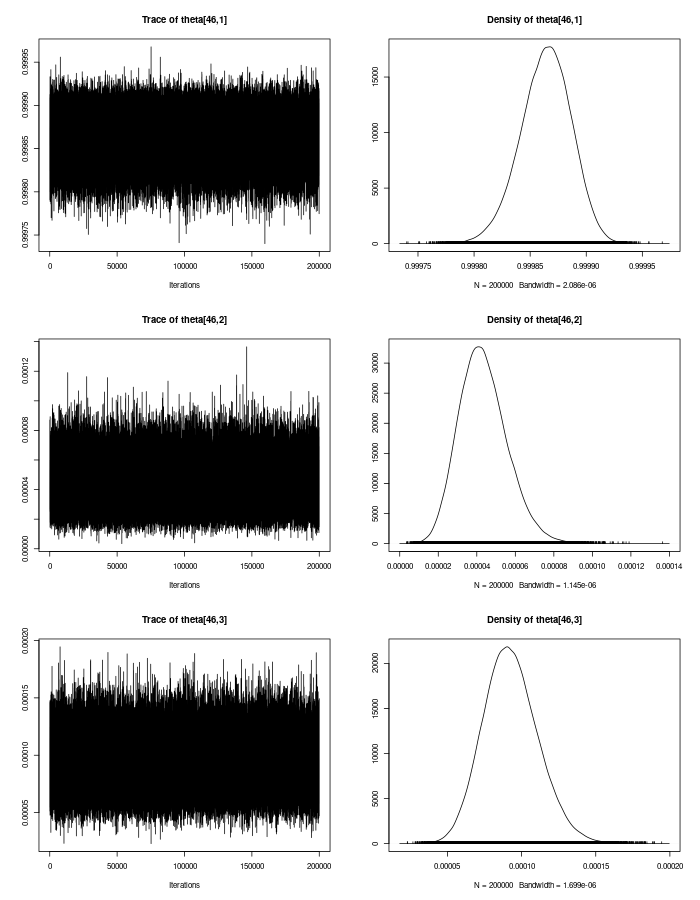 Trace of theta[46,1]
0.99975 0.99980 0.99985 0.99990 0.99995
0 50000 100000 150000 200000
Iterations
Density of theta[46,1]
0 5000 10000 15000
0.99975 0.99980 0.99985 0.99990 0.99995
N = 200000 Bandwidth = 2.086e-06
Trace of theta[46,2]
0.00000 0.00004 0.00008 0.00012
0 50000 100000 150000 200000
Iterations
Density of theta[46,2]
0 5000 10000 15000 20000 25000 30000
0.00000 0.00002 0.00004 0.00006 0.00008 0.00010 0.00012 0.00014
N = 200000 Bandwidth = 1.145e-06
Trace of theta[46,3]
0.00005 0.00010 0.00015 0.00020
0 50000 100000 150000 200000
Iterations
Density of theta[46,3]
0 5000 10000 15000 20000
0.00005 0.00010 0.00015 0.00020
N = 200000 Bandwidth = 1.699e-06